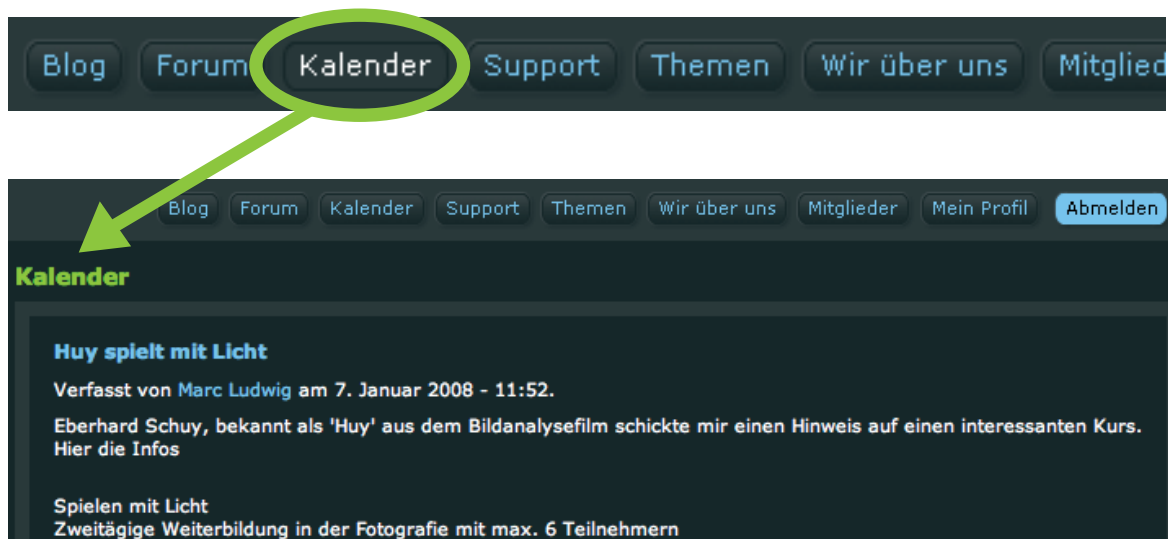 Blog Forum Kalender Support Themen Wir über uns Mitglied
Blog Forum Kalender Support Themen Wir über uns Mitglieder Mein Profil Abmelden
Kalender
Huy spielt mit Licht
Verfasst von Marc Ludwig am 7. Januar 2008 - 11:52.
Eberhard Schuy, bekannt als 'Huy' aus dem Bildanalysefilm schickte mir einen Hinweis auf einen interessanten Kurs.
Hier die Infos
Spielen mit Licht
Zweitägige Weiterbildung in der Fotografie mit max. 6 Teilnehmern